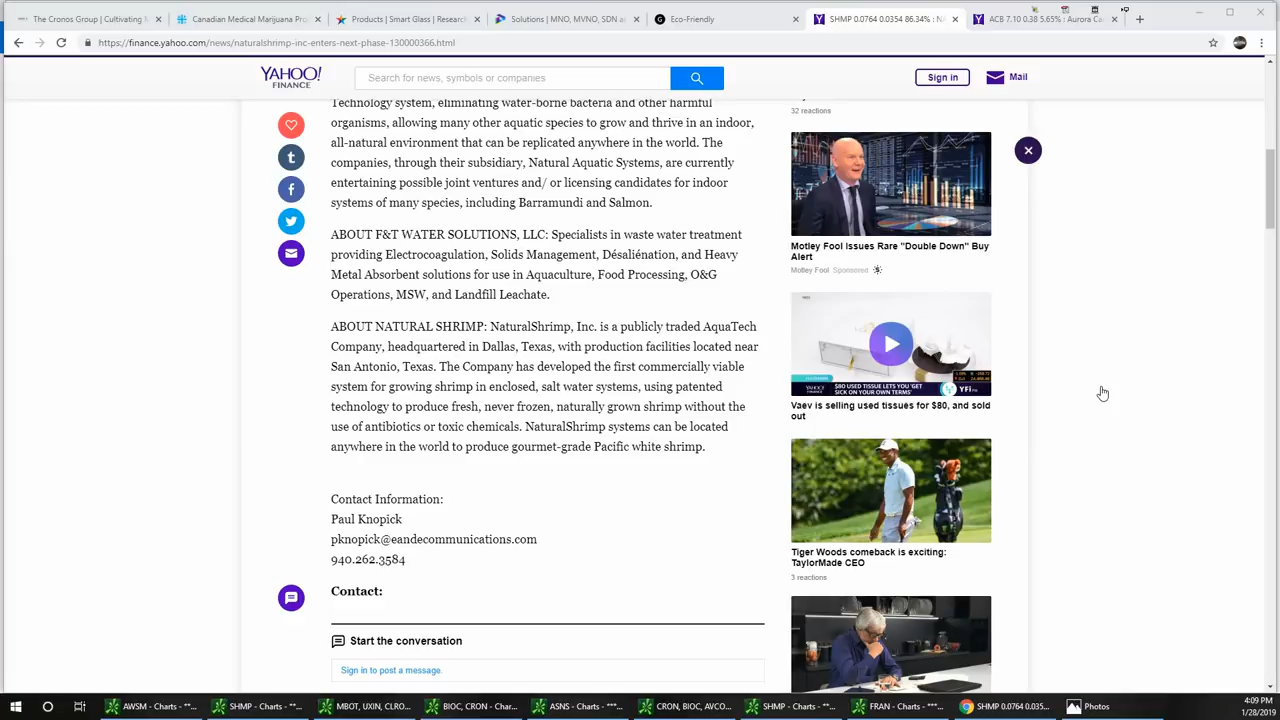 The Cronos Group | Cultivating
Canadian Medical Marijuana Pro
Products | Smart Glass | Researc
Solutions | MNO, MVNO, SDN a
Eco-Friendly
SHMP 0.0764 0.0354 86.34% : N
ACB 7.10 0.38 5.65% : Aurora Ca
https://finance.yahoo.com/news/naturalshrimp-inc-enters-next-phase-130000366.html
YAHOO!
FINANCE
Search for news, symbols or companies
Sign in
Mail
Technology system, eliminating water-borne bacteria and other harmful
organisms, allowing many other aquatic species to grow and thrive in an indoor,
all-natural environment that can be replicated anywhere in the world. The
companies, through their subsidiary, Natural Aquatic Systems, are currently
entertaining possible joint ventures and/ or licensing candidates for indoor
systems of many species, including Barramundi and Salmon.
ABOUT F&T WATER SOLUTIONS, LLC: Specialists in waste water treatment
providing Electrocoagulation, Solids Management, Désaliénation, and Heavy
Metal Absorbent solutions for use in Aquaculture, Food Processing, O&G
Operations, MSW, and Landfill Leachate.
ABOUT NATURAL SHRIMP: NaturalShrimp, Inc. is a publicly traded AquaTech
Company, headquartered in Dallas, Texas, with production facilities located near
San Antonio, Texas. The Company has developed the first commercially viable
system for growing shrimp in enclosed, salt water systems, using patented
technology to produce fresh, never frozen, naturally grown shrimp without the
use of antibiotics or toxic chemicals. NaturalShrimp systems can be located
anywhere in the world to produce gourmet-grade Pacific white shrimp.
Contact Information:
Paul Knopick
pknopick@eandecommunications.com
940.262.3584
Contact:
Start the conversation
Sign in to post a message.
32 reactions
Motley Fool Issues Rare "Double Down" Buy
Alert
Motley Fool Sponsored
$80 USED TISSUE LETS YOU 'GET
SICK ON YOUR OWN TERMS'
YAHOO!
FINANCE
YFi
Vaev is selling used tissues for $80, and sold
out
Tiger Woods comeback is exciting:
TaylorMade CEO
3 reactions
AWSM - Charts - **...
SHMP - Charts - ***...
MBOT, UXIN, CLRO...
BIOC, CRON - Char...
ASNS - Charts - ***...
CRON, BIOC, AVCO...
SHMP - Charts - ***...
FRAN - Charts - ***...
SHMP 0.0764 0.035...
Photos
4:09 PM
1/28/2019